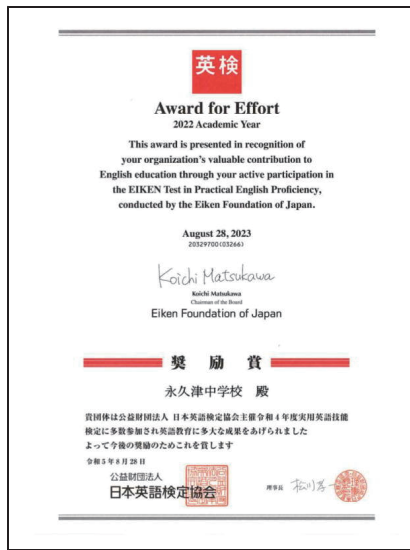 英検
Award for Effort
2022 Academic Year
This award is presented in recognition of
your organization's valuable contribution to
English education through your active participation in
the EIKEN Test in Practical English Proficiency,
conducted by the Eiken Foundation of Japan.
August 28, 2023
20329700(03266)
Koichi Matsukawa
Koichi Matsukawa
Chairman of the Board
Eiken Foundation of Japan
奨励賞
永久津中学校 殿
貴団体は公益財団法人 日本英語検定協会主催令和4年度実用英語技能
検定に多数参加され英語教育に多大な成果をあげられました
よって今後の奨励のためこれを賞します
令和5年8月28日
公益財団法人
日本英語検定協会
理事長 松川孝一